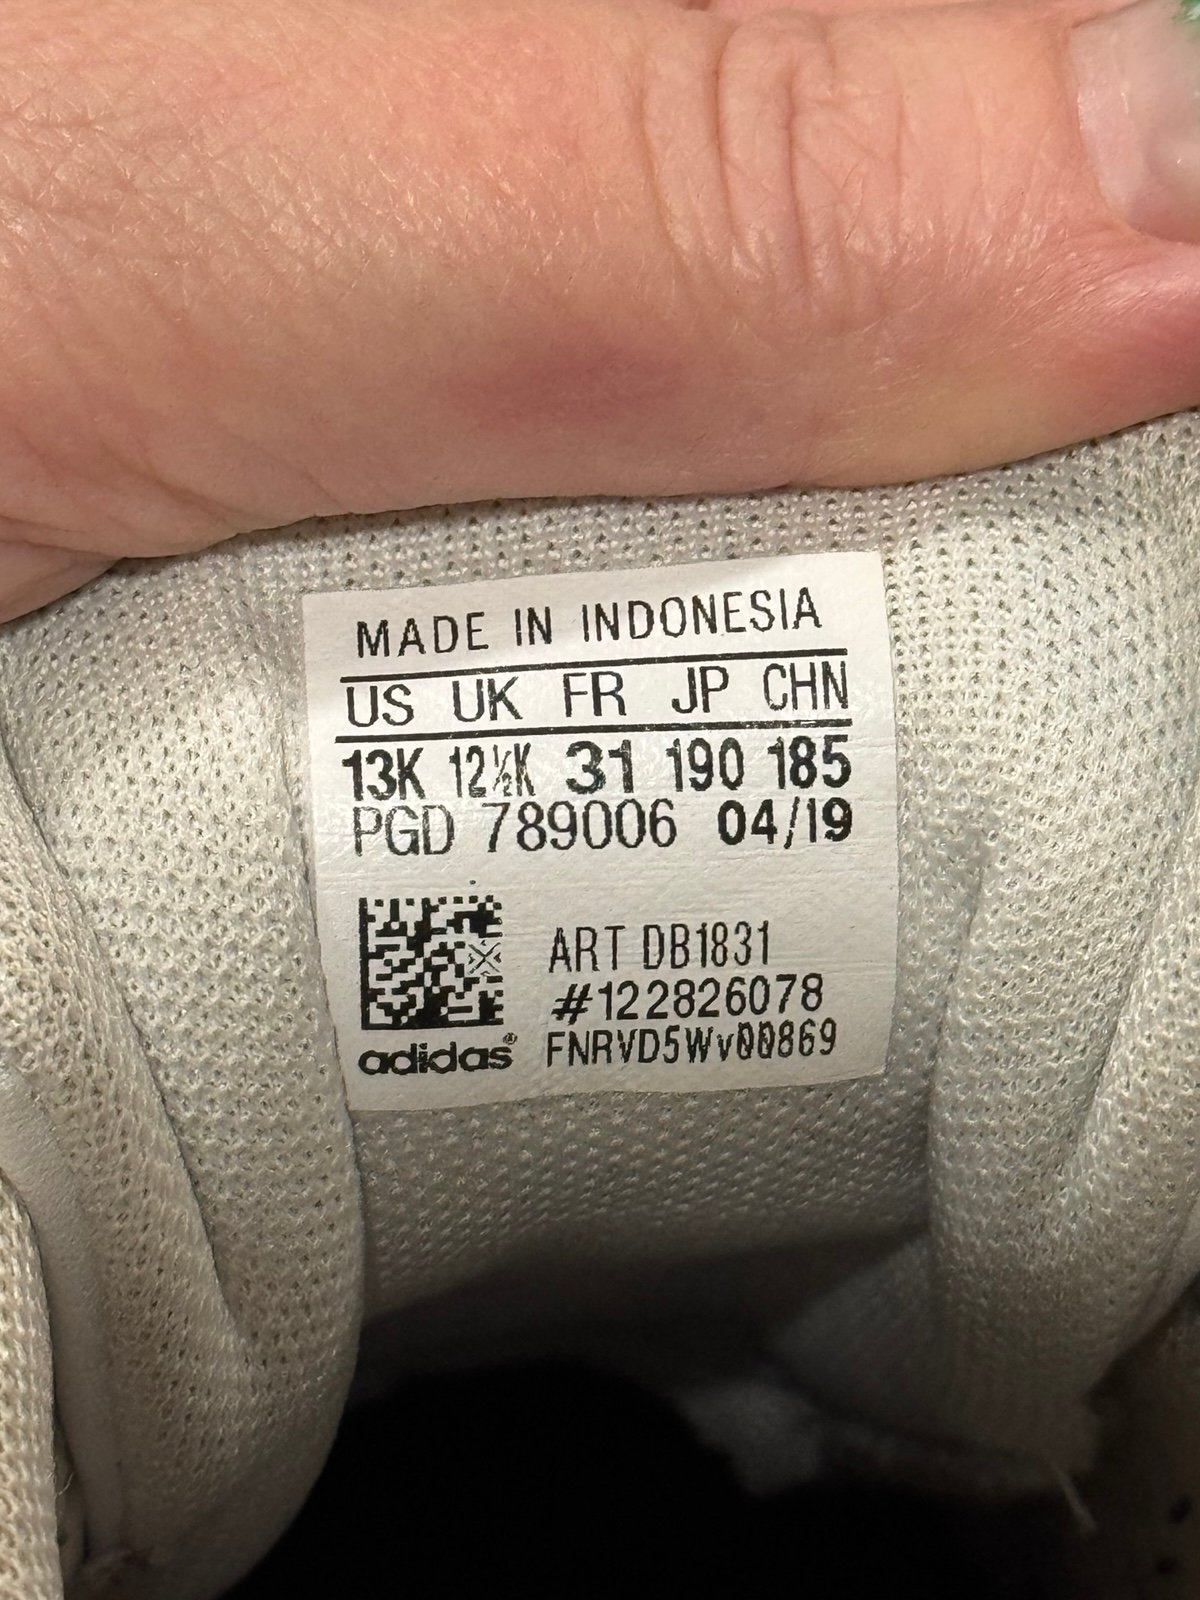 MADE IN INDONESIA
US UK FR JP CHN
13K 12½K 31 190 185
PGD 789006 04/19
ART DB1831
#122826078
adidas® FNRVD5Wv00869